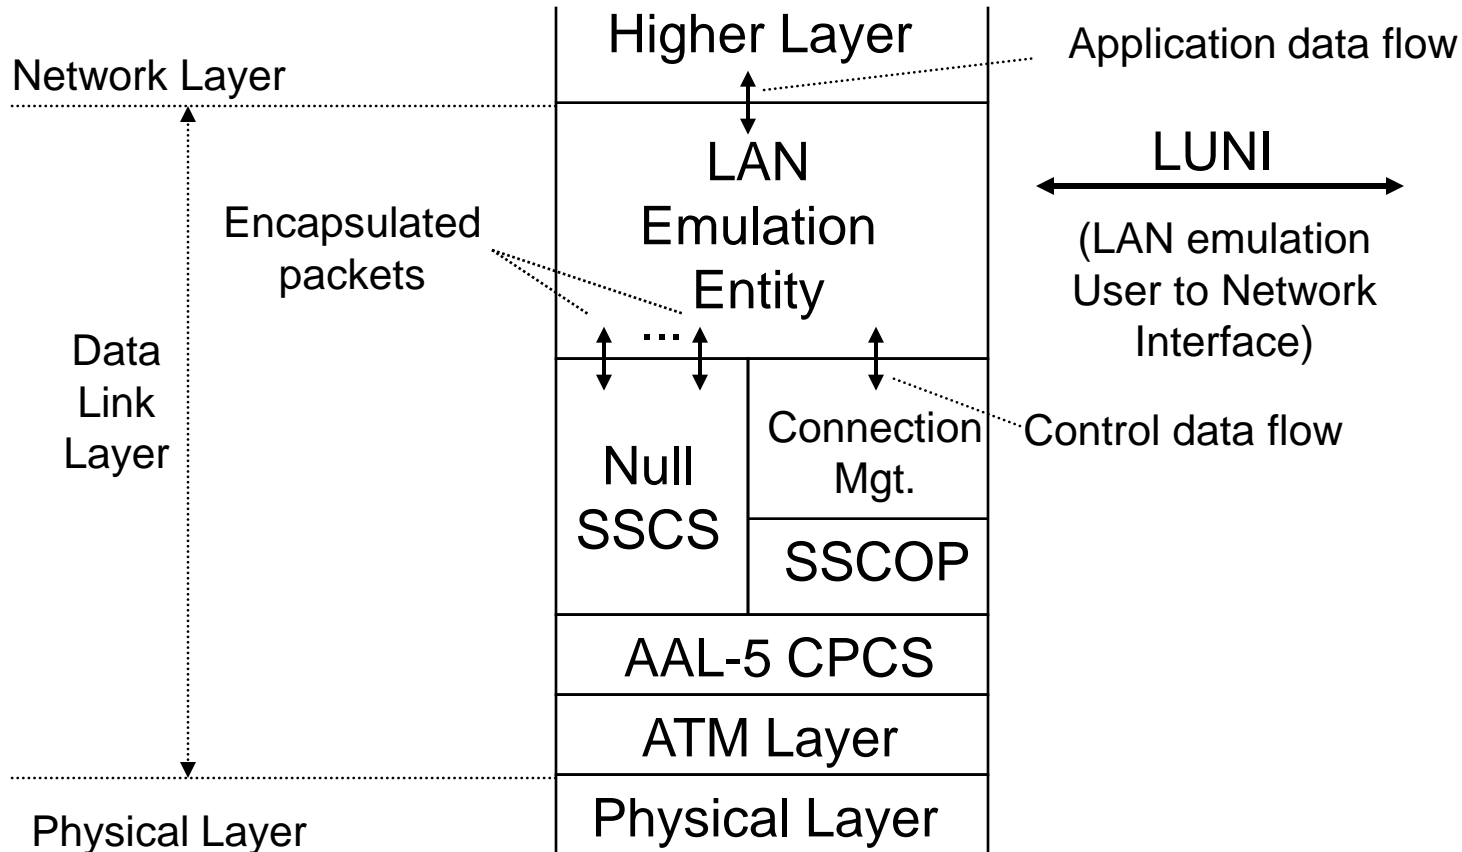 Higher Layer
Application data flow
Network Layer
LAN
Emulation
Entity
LUNI
(LAN emulation
User to Network
Interface)
Encapsulated
packets
...
Data
Link
Layer
Null
SSCS
Connection
Mgt.
Control data flow
SSCOP
AAL-5 CPCS
ATM Layer
Physical Layer
Physical Layer